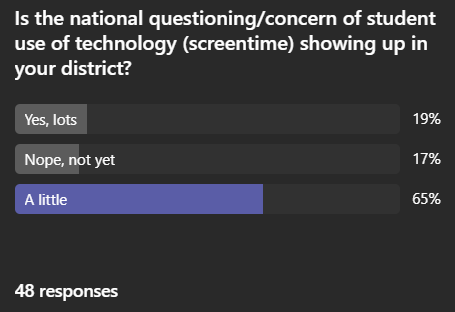 Is the national questioning/concern of student
use of technology (screentime) showing up in
your district?
Yes, lots 19%
Nope, not yet 17%
A little 65%
48 responses